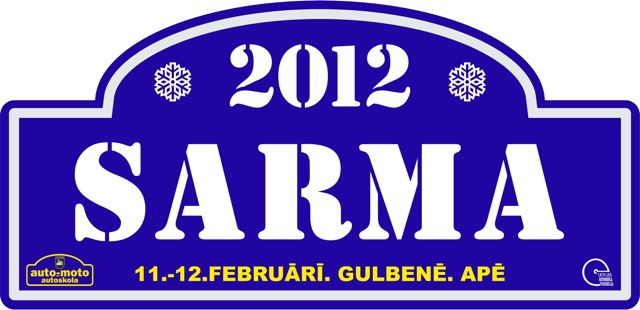 2012
SARMA
11.-12.FEBRUĀRĪ. GULBENĒ. APĒ
auto-moto
autoskola